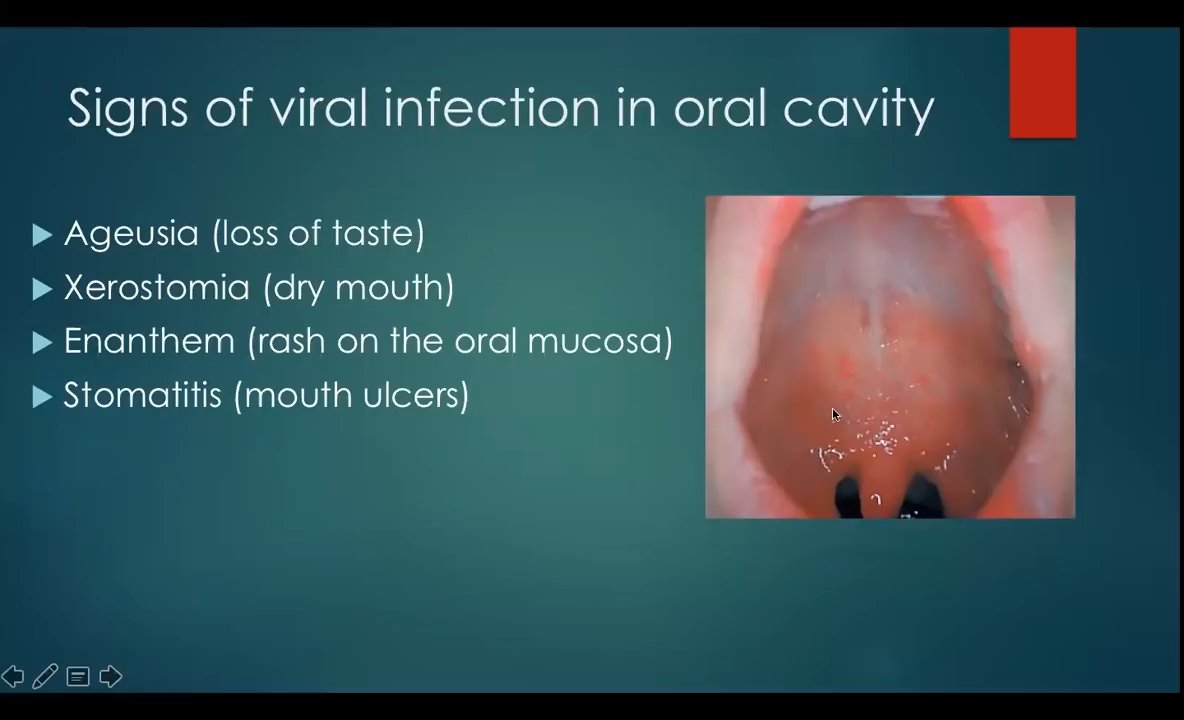 Signs of viral infection in oral cavity
Ageusia (loss of taste)
Xerostomia (dry mouth)
Enanthem (rash on the oral mucosa)
Stomatitis (mouth ulcers)